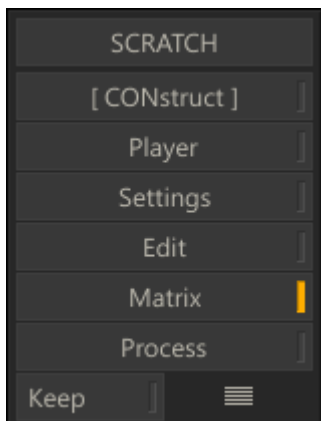 SCRATCH
[ CONstruct ]
Player
Settings
Edit
Matrix
Process
Keep